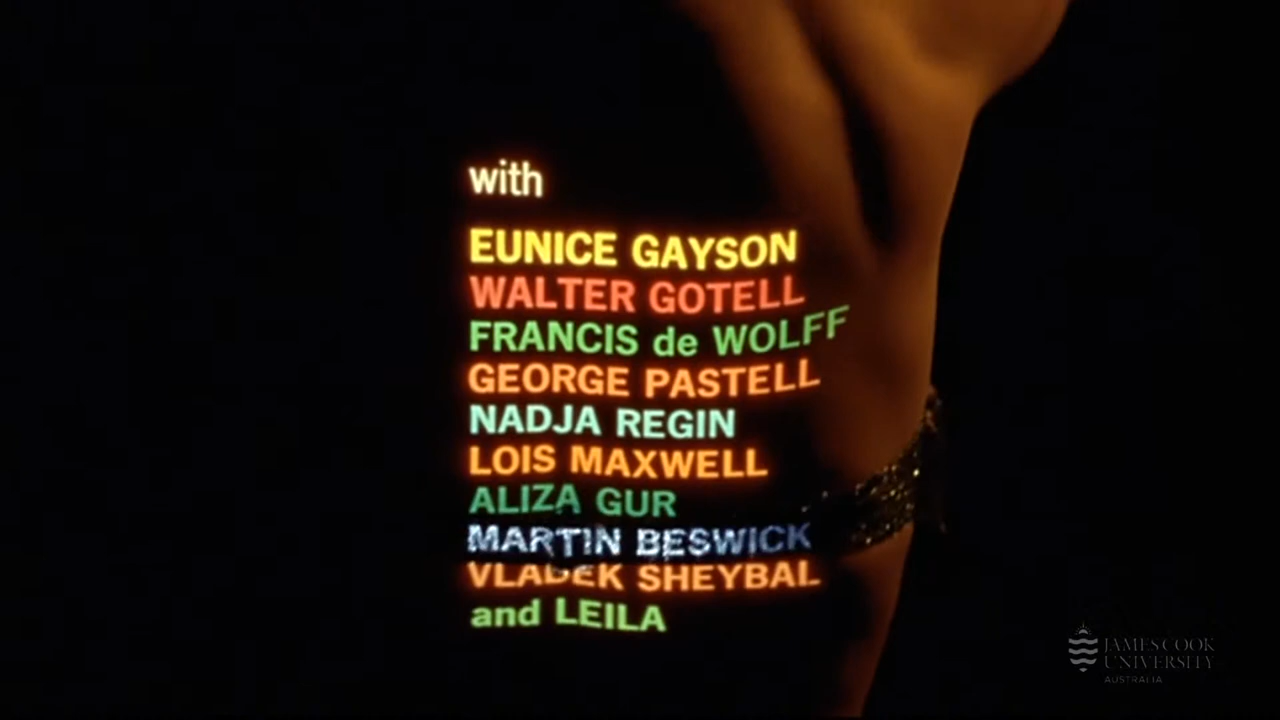 with
EUNICE GAYSON
WALTER GOTELL
FRANCIS de WOLFF
GEORGE PASTELL
NADJA REGIN
LOIS MAXWELL
ALIZA GUR
MARTIN BESWICK
VLADEK SHEYBAL
and LEILA
JAMES COOK
UNIVERSITY
AUSTRALIA